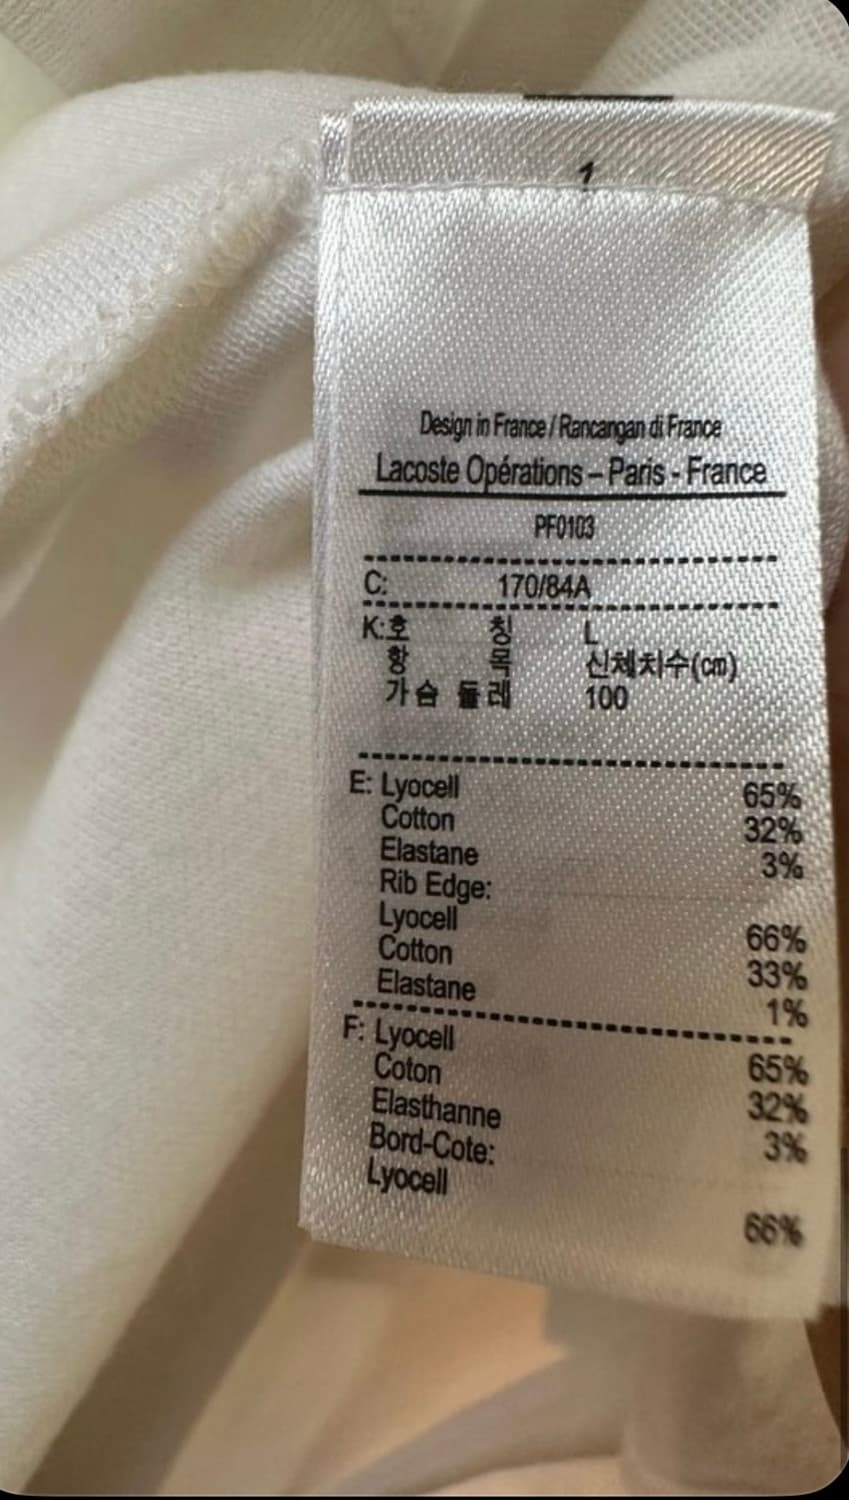 1
Design in France / Rancangan di France
Lacoste Opérations – Paris - France
PF0103
C: 170/84A
K:호 칭 L
항 목 신체치수(cm)
가슴 둘레 100
E: Lyocell 65%
Cotton 32%
Elastane 3%
Rib Edge:
Lyocell 66%
Cotton 33%
Elastane 1%
F: Lyocell 65%
Coton 32%
Elasthanne 3%
Bord-Cote:
Lyocell 66%